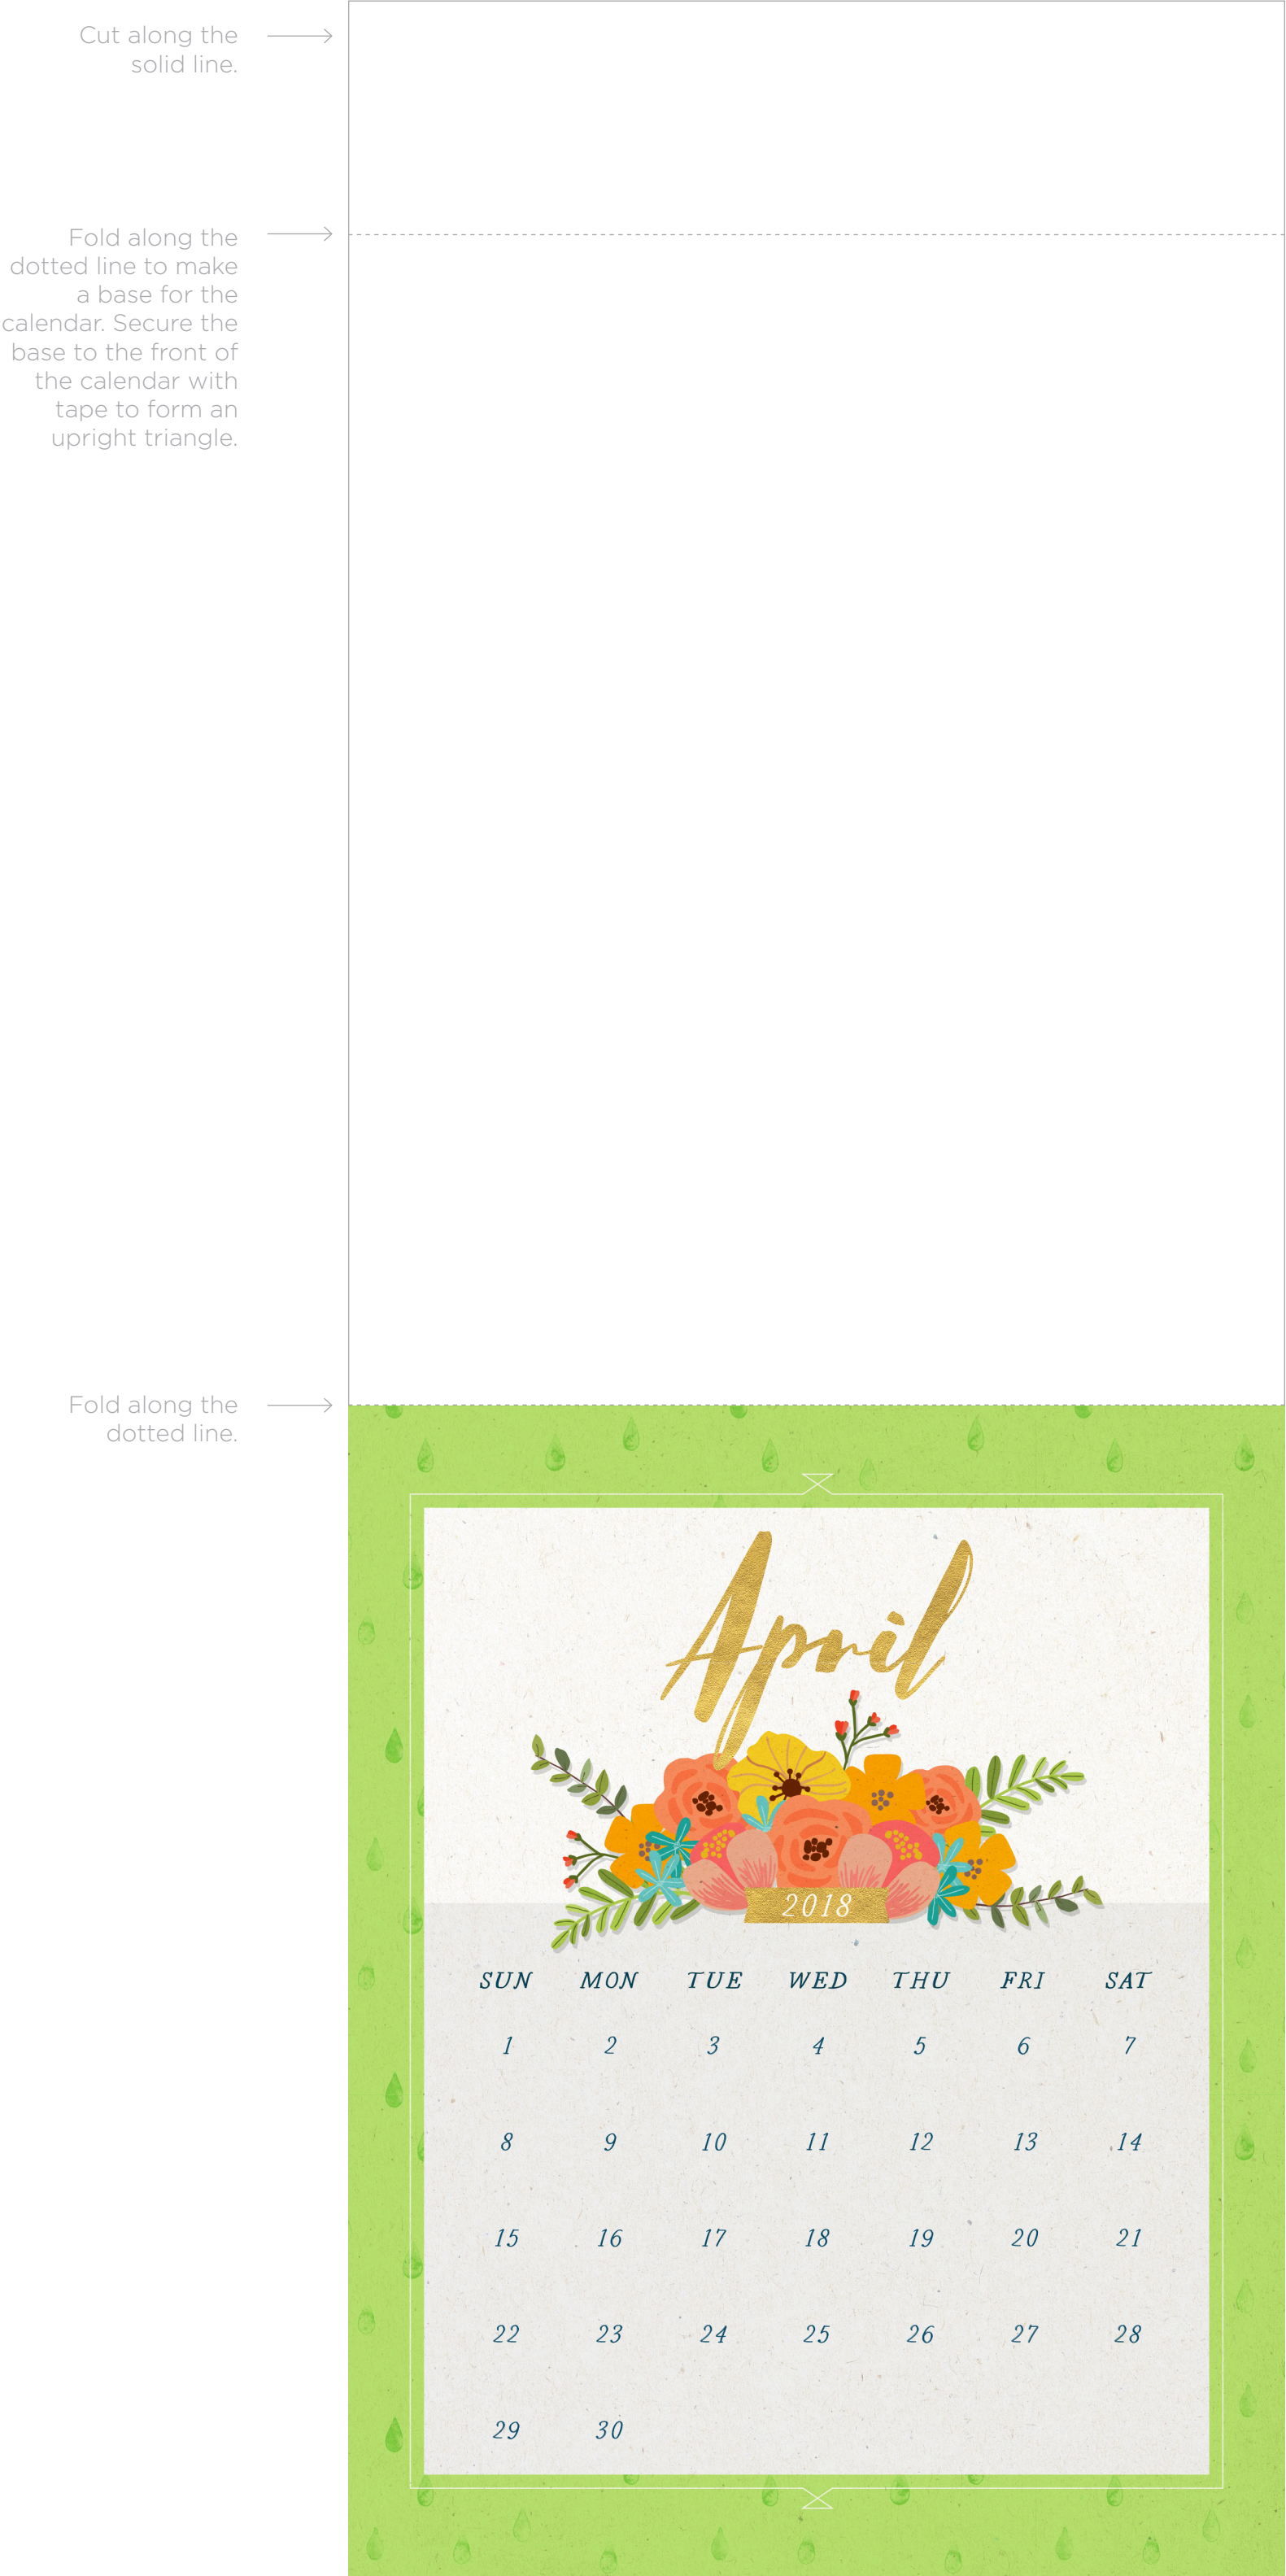 Cut along the
solid line.
Fold along the
dotted line to make
a base for the
calendar. Secure the
base to the front of
the calendar with
tape to form an
upright triangle.
Fold along the
dotted line.
April
2018
SUN MON TUE WED THU FRI SAT
1 2 3 4 5 6 7
8 9 10 11 12 13 14
15 16 17 18 19 20 21
22 23 24 25 26 27 28
29 30